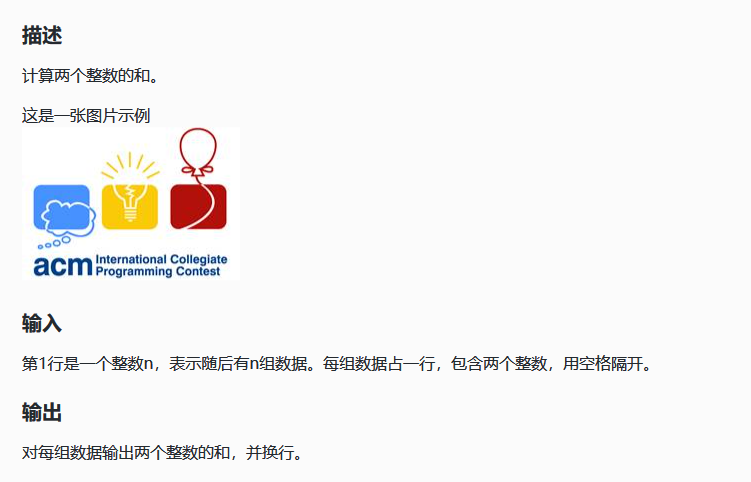 描述
计算两个整数的和。
这是一张图片示例
acm International Collegiate
Programming Contest
输入
第1行是一个整数n，表示随后有n组数据。每组数据占一行，包含两个整数，用空格隔开。
输出
对每组数据输出两个整数的和，并换行。